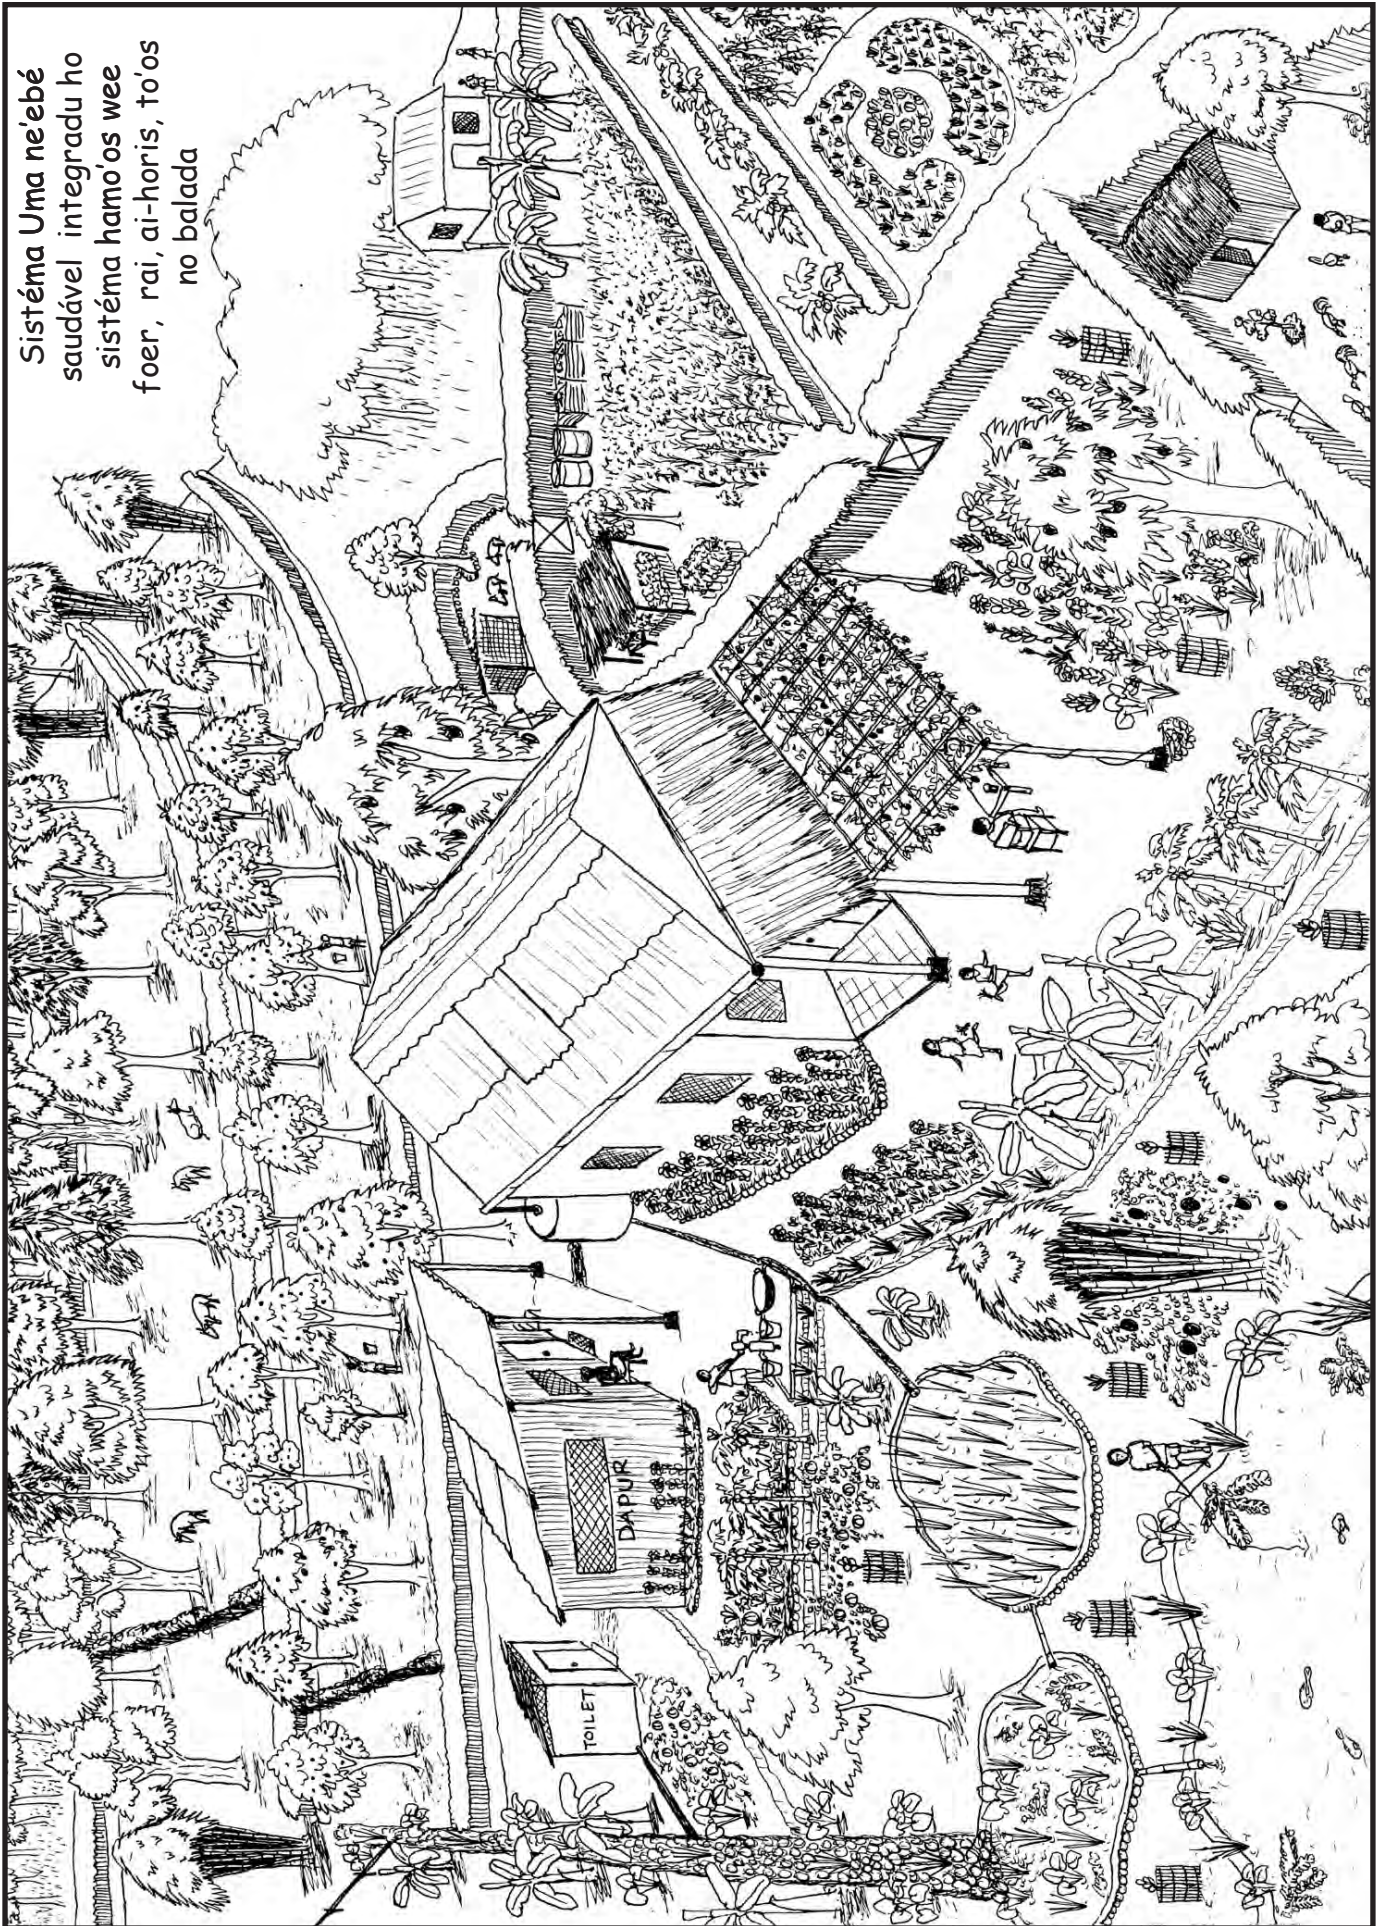 Sistéma Uma ne'ebé
saudável integradu ho
sistéma hamo'os wee
foer, rai, ai-horis, to'os
no balada
DAPUR
TOILET